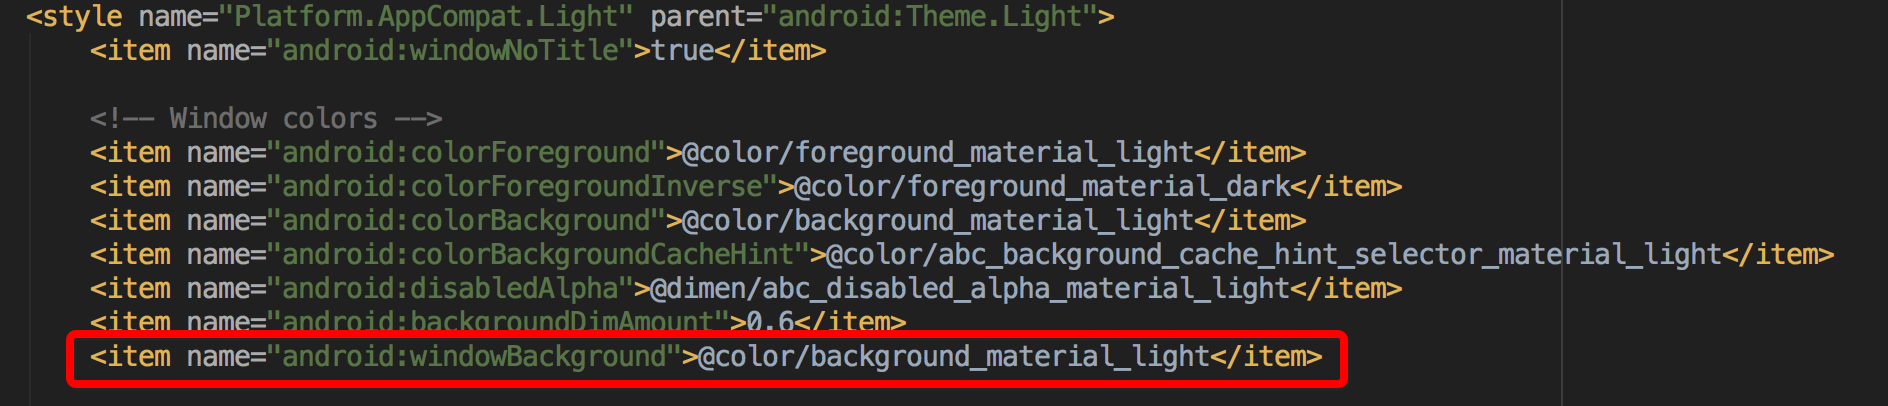 <style name="Platform.AppCompat.Light" parent="android:Theme.Light">
<item name="android:windowNoTitle">true</item>
<!-- Window colors -->
<item name="android:colorForeground">@color/foreground_material_light</item>
<item name="android:colorForegroundInverse">@color/foreground_material_dark</item>
<item name="android:colorBackground">@color/background_material_light</item>
<item name="android:colorBackgroundCacheHint">@color/abc_background_cache_hint_selector_material_light</item>
<item name="android:disabledAlpha">@dimen/abc_disabled_alpha_material_light</item>
<item name="android:backgroundDimAmount">0.6</item>
<item name="android:windowBackground">@color/background_material_light</item>